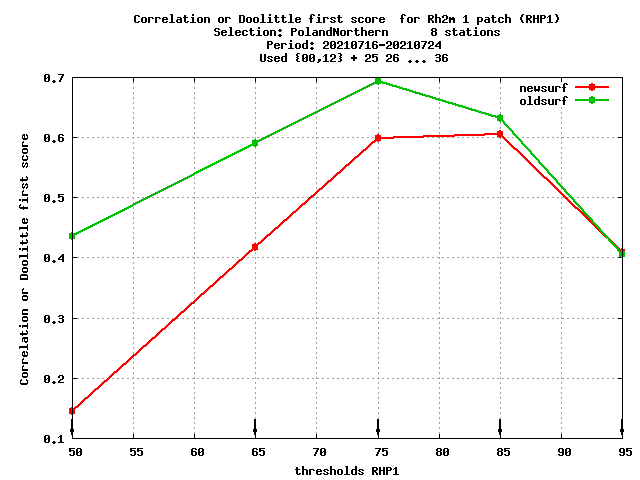 Correlation or Doolittle first score  for Rh2m 1 patch (RHP1)
Selection: PolandNorthern      8 stations
Period: 20210716-20210724
Used {00,12} + 25 26 ... 36
newsurf
oldsurf
Correlation or Doolittle first score
0.7
0.6
0.5
0.4
0.3
0.2
0.1
50 55 60 65 70 75 80 85 90 95
thresholds RHP1